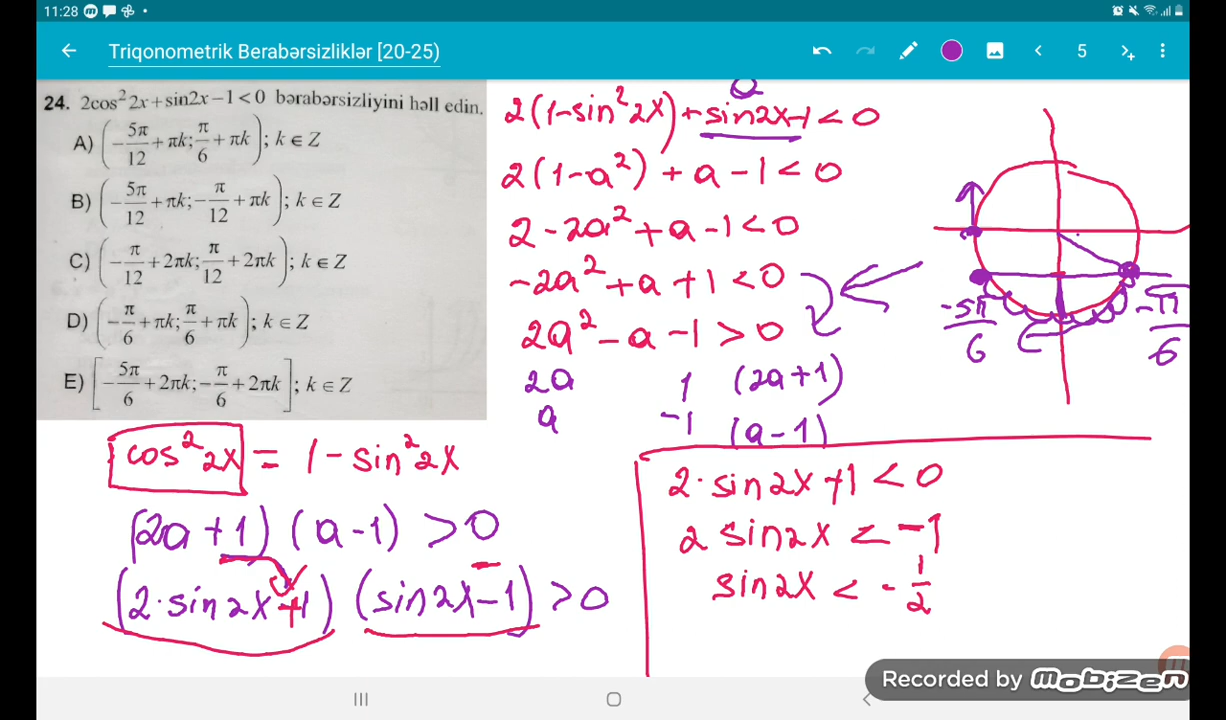 11:28
Triqonometrik Berabərsizliklər [20-25]
5
24. 2cos²2x+sin2x−1<0 bərabərsizliyini həll edin.
A) (−5π/12 + πk; π/6 + πk); k ∈ Z
B) (−5π/12 + πk; −π/12 + πk); k ∈ Z
C) (−π/12 + 2πk; π/12 + 2πk); k ∈ Z
D) (−π/6 + πk; π/6 + πk); k ∈ Z
E) [−5π/6 + 2πk; −π/6 + 2πk]; k ∈ Z
cos²2x = 1 − sin²2x
(2a+1)(a−1) > 0
(2·sin2x+1)(sin2x−1) > 0
a
2(1−sin²2x)+sin2x−1<0
2(1−a²)+a−1<0
2−2a²+a−1<0
−2a²+a+1<0
2a²−a−1>0
2a 1 (2a+1)
a −1 (a−1)
−5π/6
−π/6
2·sin2x+1<0
2sin2x<−1
sin2x<−1/2
Recorded by mobizen